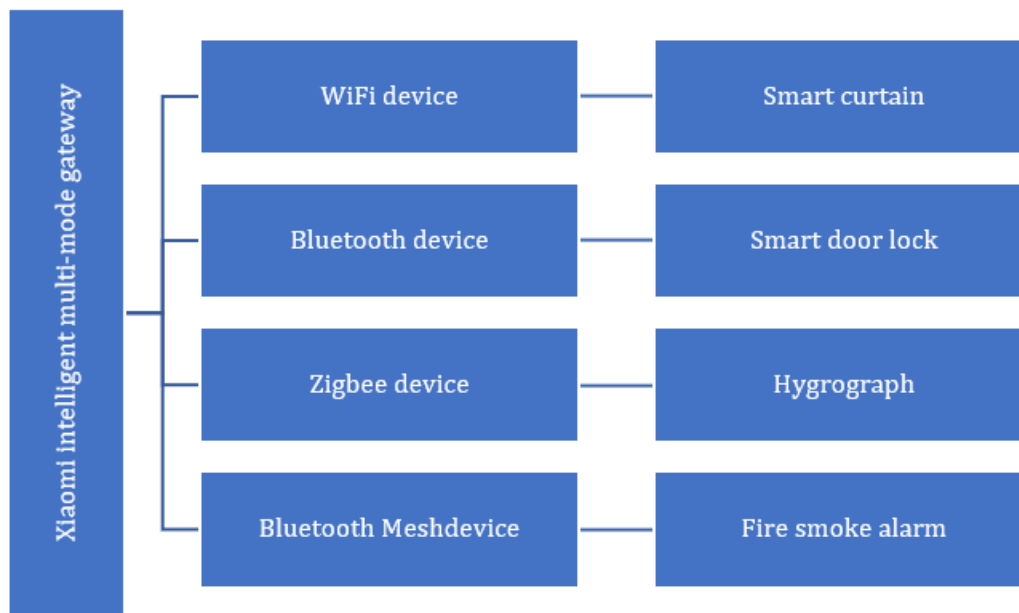 Xiaomi intelligent multi-mode gateway
WiFi device
Smart curtain
Bluetooth device
Smart door lock
Zigbee device
Hygrograph
Bluetooth Meshdevice
Fire smoke alarm